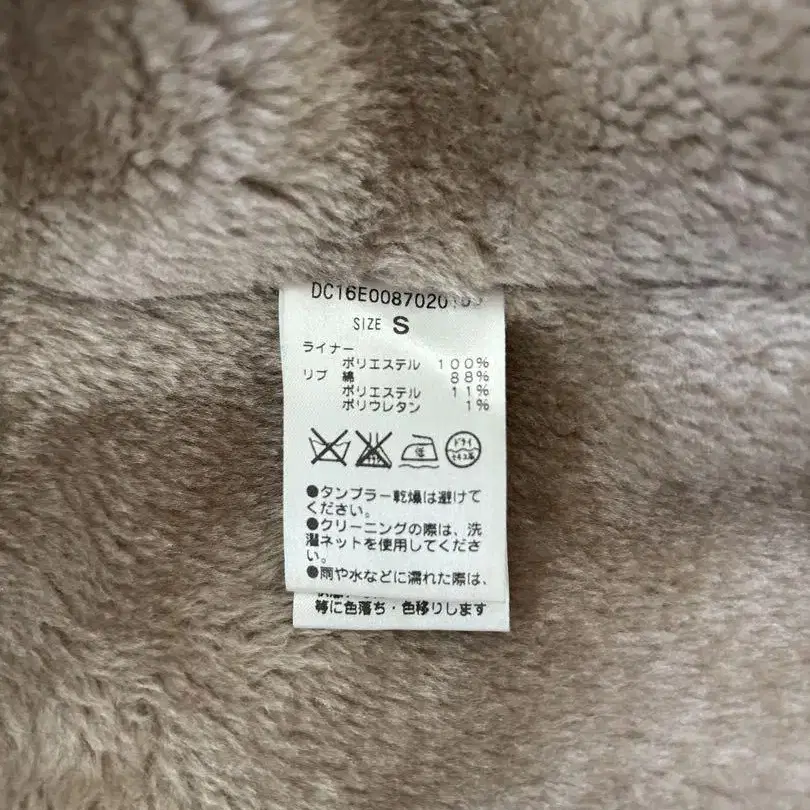 DC16E0087020
SIZE S
ライナー
ポリエステル 100%
リブ 綿 88%
ポリエステル 11%
ポリウレタン 1%
低
ドライ
セキユ系
●タンブラー乾燥は避けて
ください。
●クリーニングの際は、洗
濯ネットを使用してくださ
い。
●雨や水などに濡れた際は、
等に色落ち・色移りします